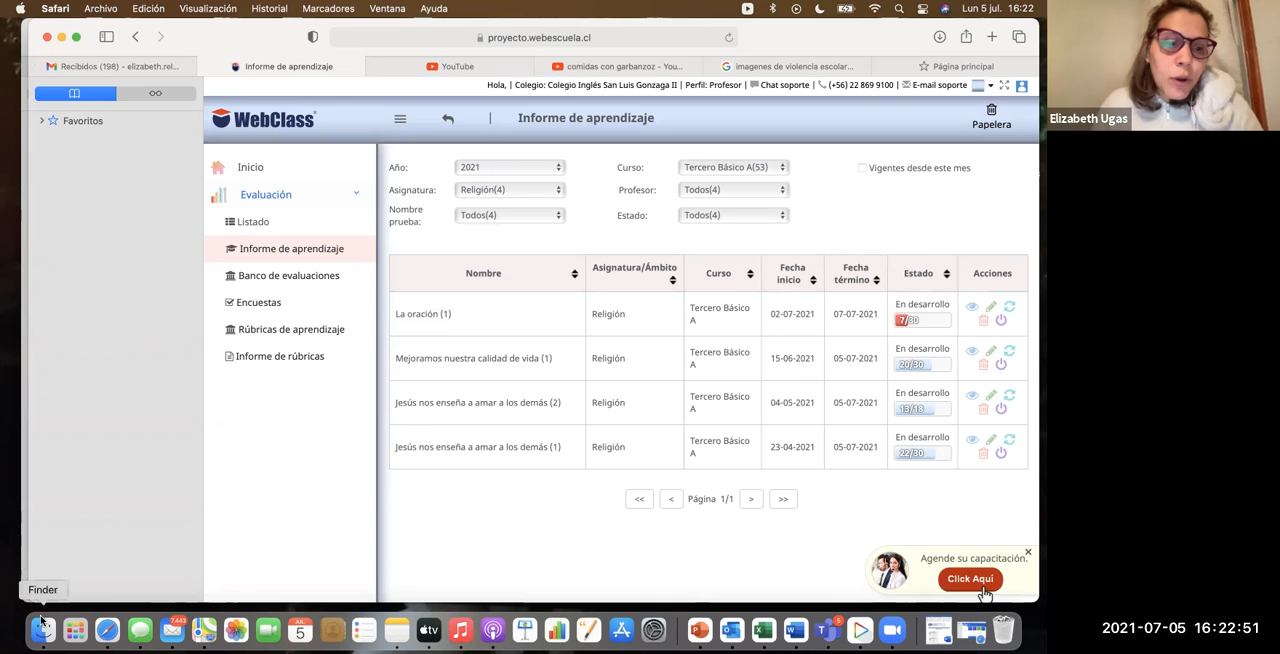 Safari Archivo Edición Visualización Historial Marcadores Ventana Ayuda Lun 5 jul. 16:22
proyecto.webescuela.cl
Recibidos (198) - elizabeth.rel... Informe de aprendizaje YouTube comidas con garbanzoz - You... imagenes de violencia escolar... Página principal
Hola, | Colegio: Colegio Inglés San Luis Gonzaga II | Perfil: Profesor | Chat soporte | (+56) 22 869 9100 | E-mail soporte
Favoritos
WebClass
Informe de aprendizaje
Papelera
Elizabeth Ugas
Inicio
Evaluación
Listado
Informe de aprendizaje
Banco de evaluaciones
Encuestas
Rúbricas de aprendizaje
Informe de rúbricas
Año: 2021 Curso: Tercero Básico A(53) Vigentes desde este mes
Asignatura: Religión(4) Profesor: Todos(4)
Nombre prueba: Todos(4) Estado: Todos(4)
Nombre Asignatura/Ámbito Curso Fecha inicio Fecha término Estado Acciones
La oración (1) Religión Tercero Básico A 02-07-2021 07-07-2021 En desarrollo 7/30
Mejoramos nuestra calidad de vida (1) Religión Tercero Básico A 15-06-2021 05-07-2021 En desarrollo 20/30
Jesús nos enseña a amar a los demás (2) Religión Tercero Básico A 04-05-2021 05-07-2021 En desarrollo 13/18
Jesús nos enseña a amar a los demás (1) Religión Tercero Básico A 23-04-2021 05-07-2021 En desarrollo 22/30
<< < Página 1/1 > >>
Agende su capacitación.
Click Aquí
Finder
7.443
JUL
5
tv
5
2021-07-05 16:22:51